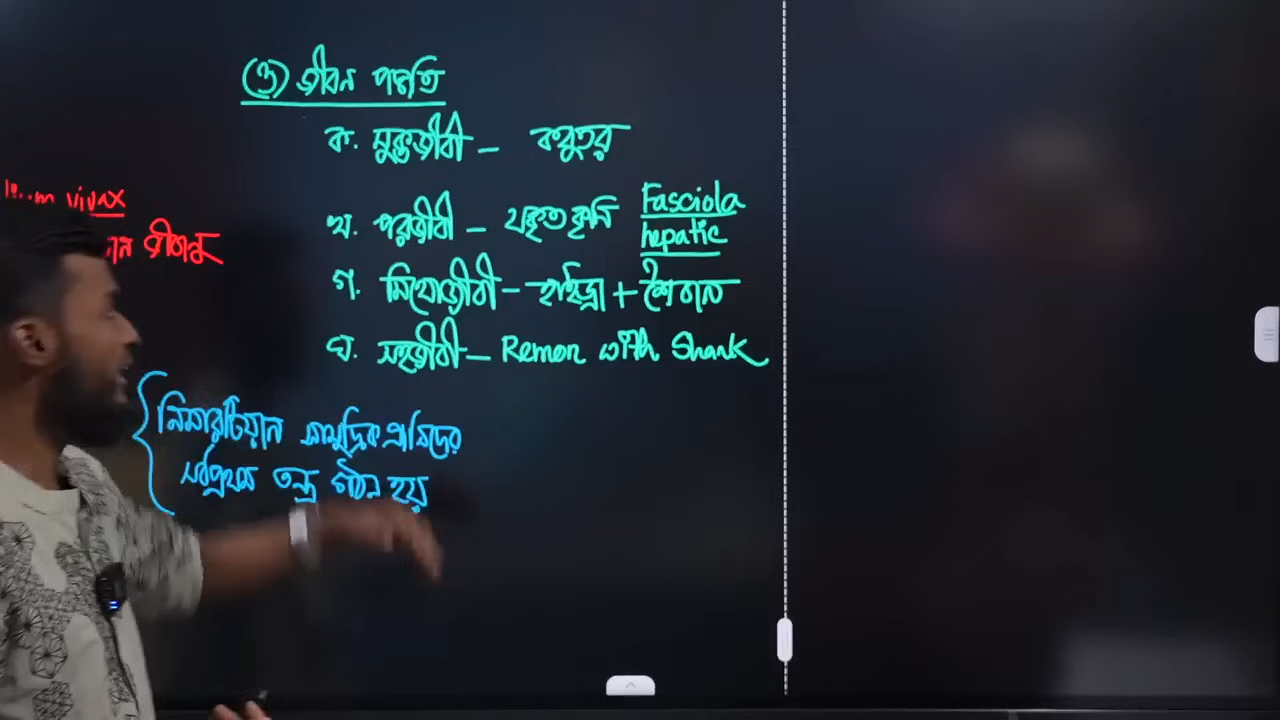 (৩) জীবন পদ্ধতি
ক. মুক্তজীবী – কবুতর
খ. পরজীবী – যকৃত কৃমি Fasciola
hepatic
গ. মিথোজীবী – হাইড্রা + শৈবাল
ঘ. সহজীবী – Remon with Shark
vivax
জীবাণু
সামুদ্রিক প্রাণিদের
সর্বপ্রথম তন্ত্র গঠন হয়